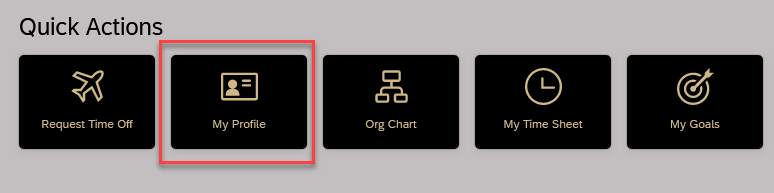 Quick Actions
Request Time Off
My Profile
Org Chart
My Time Sheet
My Goals